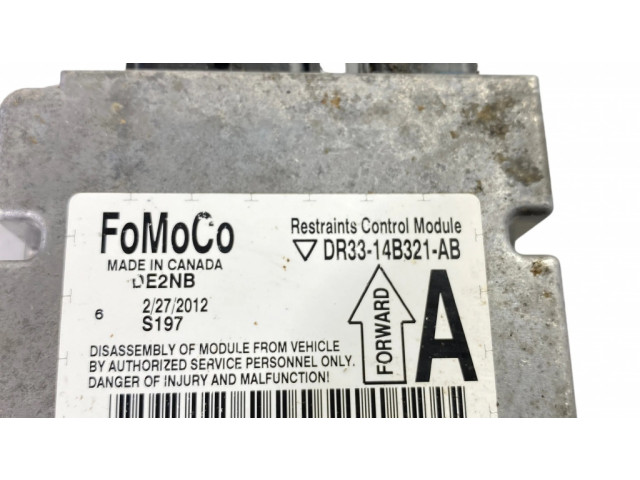 FoMoCo
MADE IN CANADA
DE2NB
6 2/27/2012
S197
Restraints Control Module
DR33-14B321-AB
FORWARD
A
DISASSEMBLY OF MODULE FROM VEHICLE
BY AUTHORIZED SERVICE PERSONNEL ONLY.
DANGER OF INJURY AND MALFUNCTION!